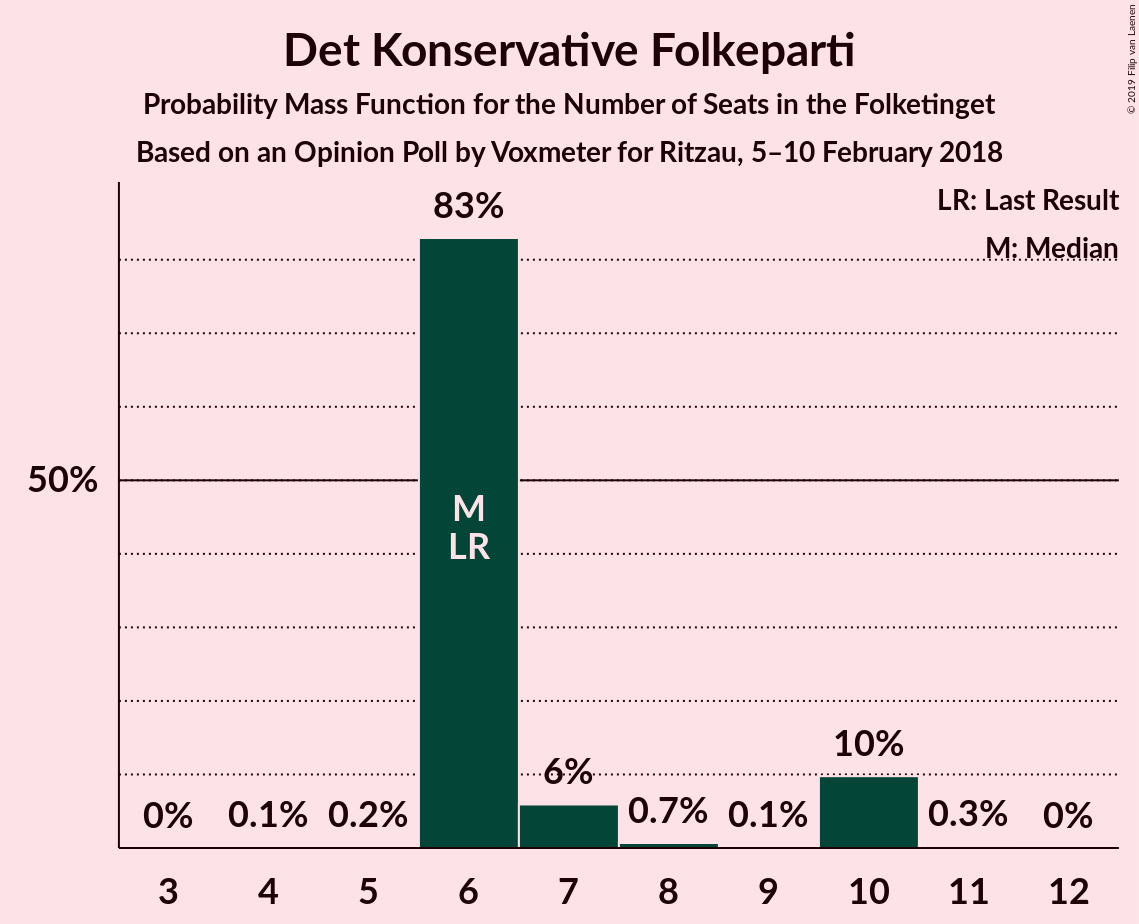 Det Konservative Folkeparti
Probability Mass Function for the Number of Seats in the Folketinget
Based on an Opinion Poll by Voxmeter for Ritzau, 5–10 February 2018
© 2019 Filip van Laenen
LR: Last Result
M: Median
83%
50%
M
LR
0%
0.1%
0.2%
6%
0.7%
0.1%
10%
0.3%
0%
3 4 5 6 7 8 9 10 11 12